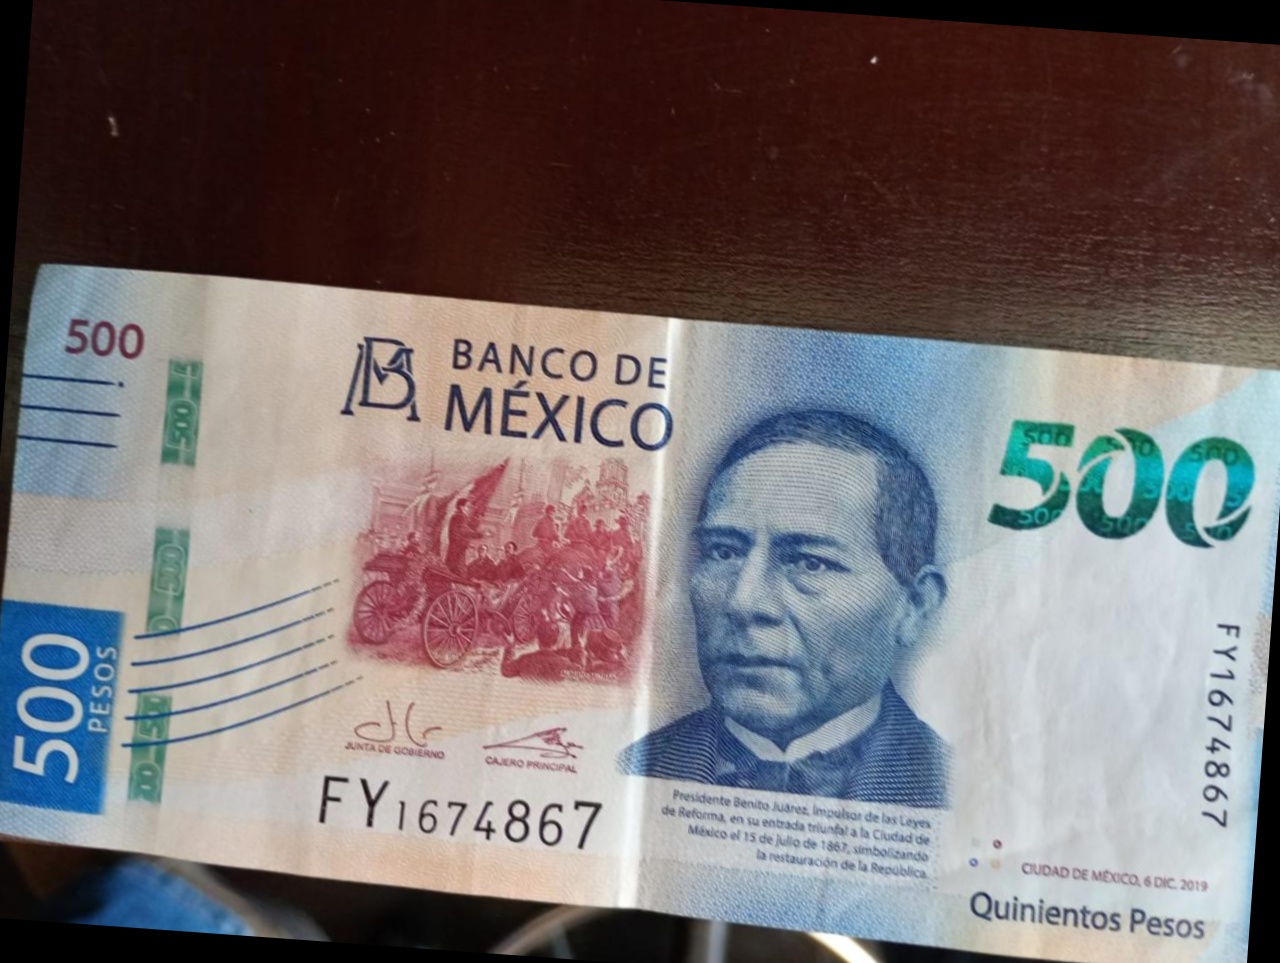 500
BANCO DE
MÉXICO
500
500
PESOS
JUNTA DE GOBIERNO
CAJERO PRINCIPAL
FY1674867
Presidente Benito Juárez, impulsor de las Leyes
de Reforma, en su entrada triunfal a la Ciudad de
México el 15 de julio de 1867, simbolizando
la restauración de la República.
FY1674867
CIUDAD DE MÉXICO, 6 DIC. 2019
Quinientos Pesos